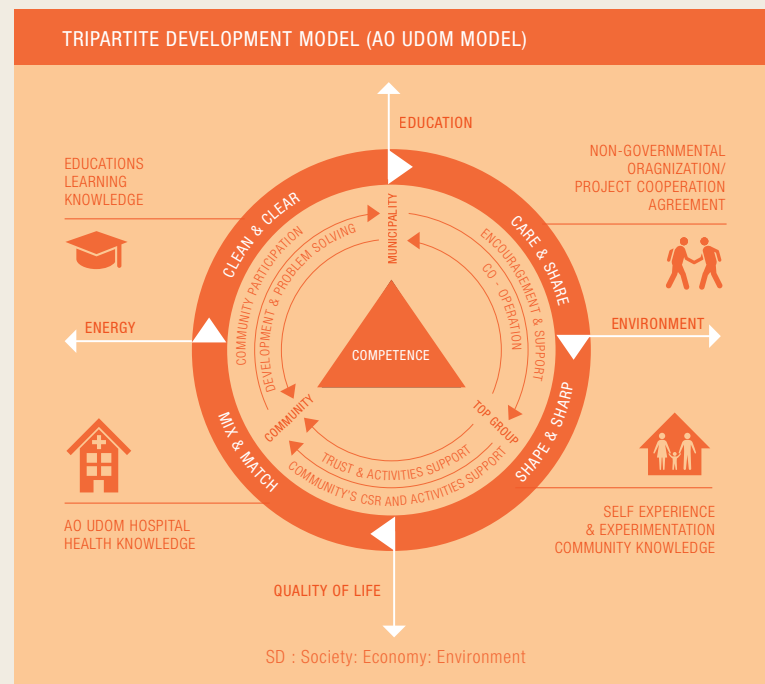 TRIPARTITE DEVELOPMENT MODEL (AO UDOM MODEL)
EDUCATION
EDUCATIONS
LEARNING
KNOWLEDGE
NON-GOVERNMENTAL
ORAGNIZATION/
PROJECT COOPERATION
AGREEMENT
CLEAN & CLEAR
CARE & SHARE
MUNICIPALITY
COMMUNITY PARTICIPATION
DEVELOPMENT & PROBLEM SOLVING
ENCOURAGEMENT & SUPPORT
CO - OPERATION
ENERGY
ENVIRONMENT
COMPETENCE
COMMUNITY
TOP GROUP
MIX & MATCH
SHAPE & SHARP
TRUST & ACTIVITIES SUPPORT
COMMUNITY'S CSR AND ACTIVITIES SUPPORT
AO UDOM HOSPITAL
HEALTH KNOWLEDGE
SELF EXPERIENCE
& EXPERIMENTATION
COMMUNITY KNOWLEDGE
QUALITY OF LIFE
SD : Society: Economy: Environment